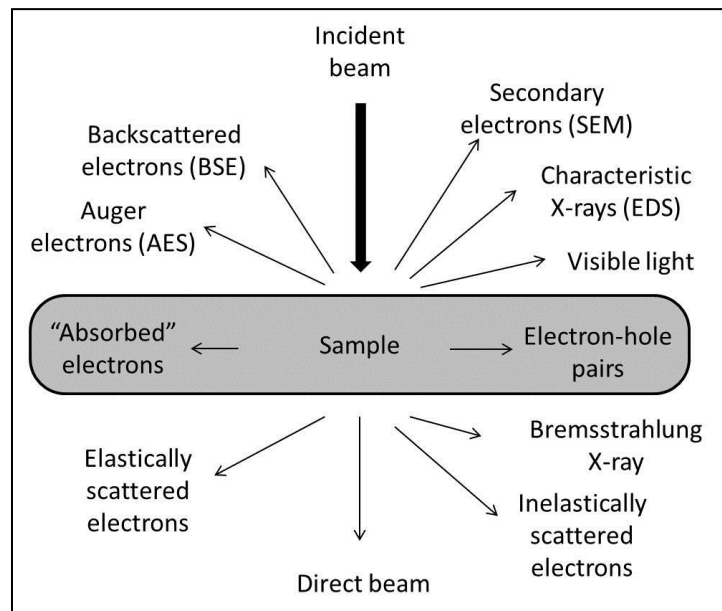 Incident
beam
Secondary
electrons (SEM)
Backscattered
electrons (BSE)
Characteristic
X-rays (EDS)
Auger
electrons (AES)
Visible light
“Absorbed”
electrons
Sample
Electron-hole
pairs
Bremsstrahlung
X-ray
Elastically
scattered
electrons
Inelastically
scattered
electrons
Direct beam